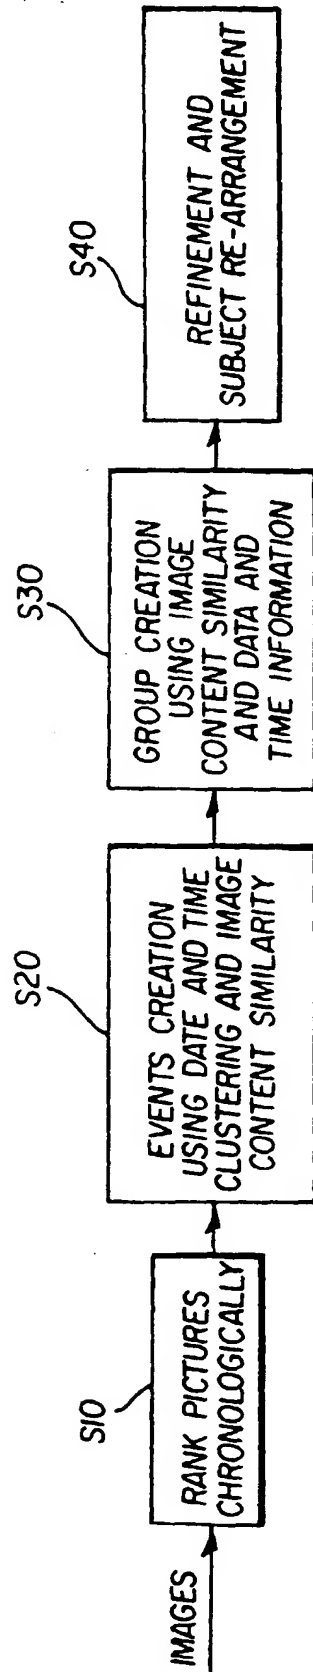 IMAGES
S10
RANK PICTURES
CHRONOLOGICALLY
S20
EVENTS CREATION
USING DATE AND TIME
CLUSTERING AND IMAGE
CONTENT SIMILARITY
S30
GROUP CREATION
USING IMAGE
CONTENT SIMILARITY
AND DATA AND
TIME INFORMATION
S40
REFINEMENT AND
SUBJECT RE-ARRANGEMENT